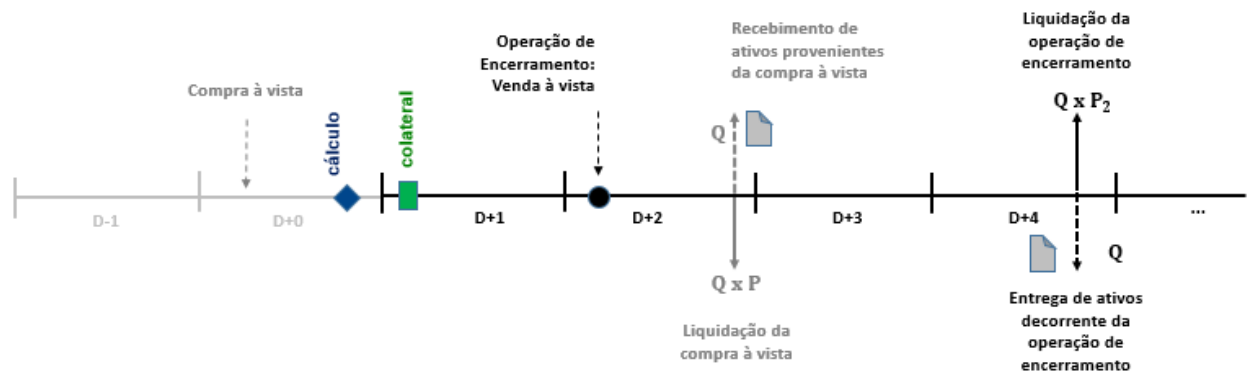 Compra à vista
cálculo
colateral
Operação de
Encerramento:
Venda à vista
Recebimento de
ativos provenientes
da compra à vista
Q
Liquidação da
operação de
encerramento
Q x P₂
D-1
D+0
D+1
D+2
D+3
D+4
...
Q x P
Liquidação da
compra à vista
Q
Entrega de ativos
decorrente da
operação de
encerramento